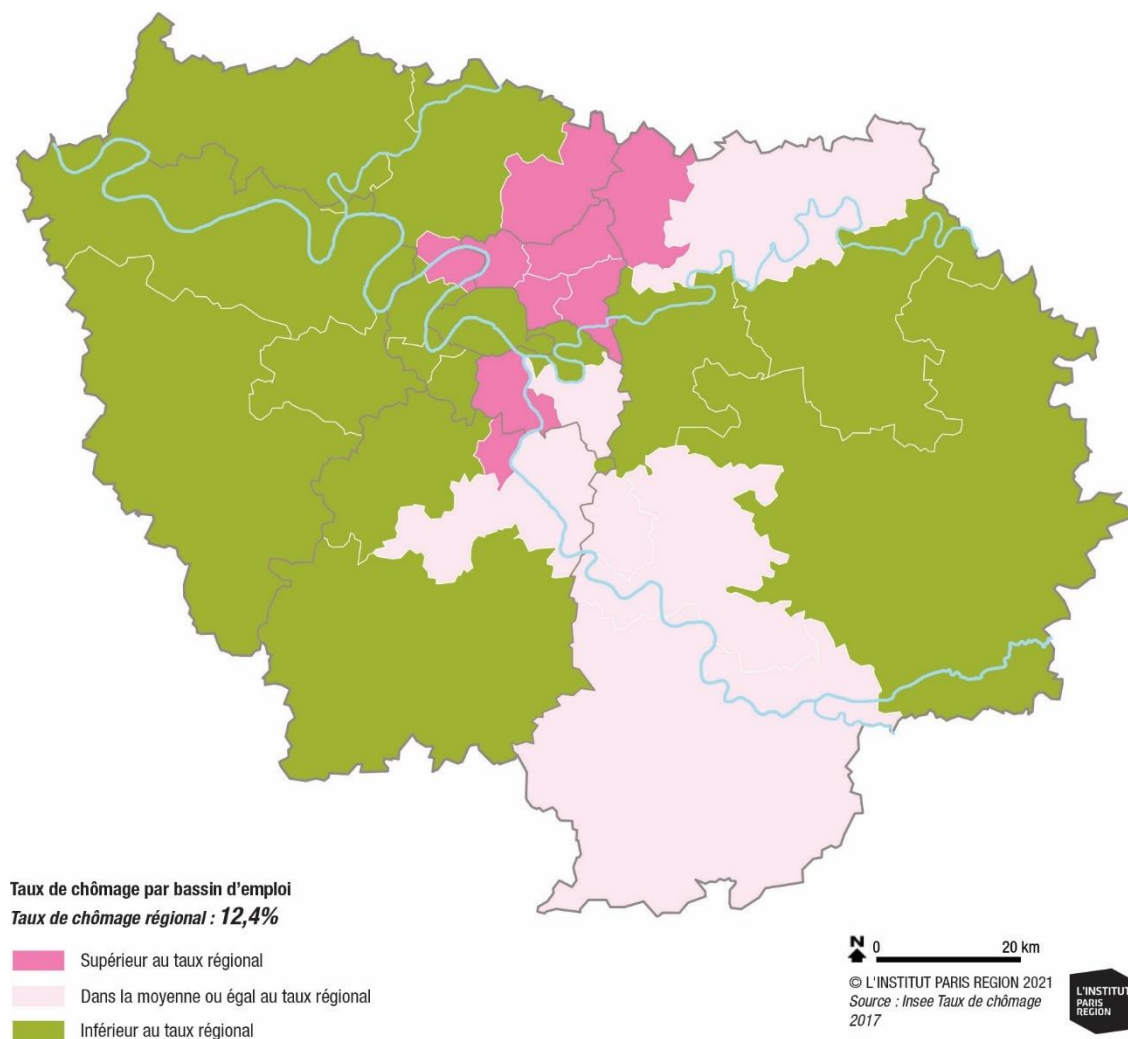 Taux de chômage par bassin d'emploi
Taux de chômage régional : 12,4%
Supérieur au taux régional
Dans la moyenne ou égal au taux régional
Inférieur au taux régional
N 0 20 km
© L'INSTITUT PARIS REGION 2021
Source : Insee Taux de chômage
2017
L'INSTITUT
PARIS
REGION